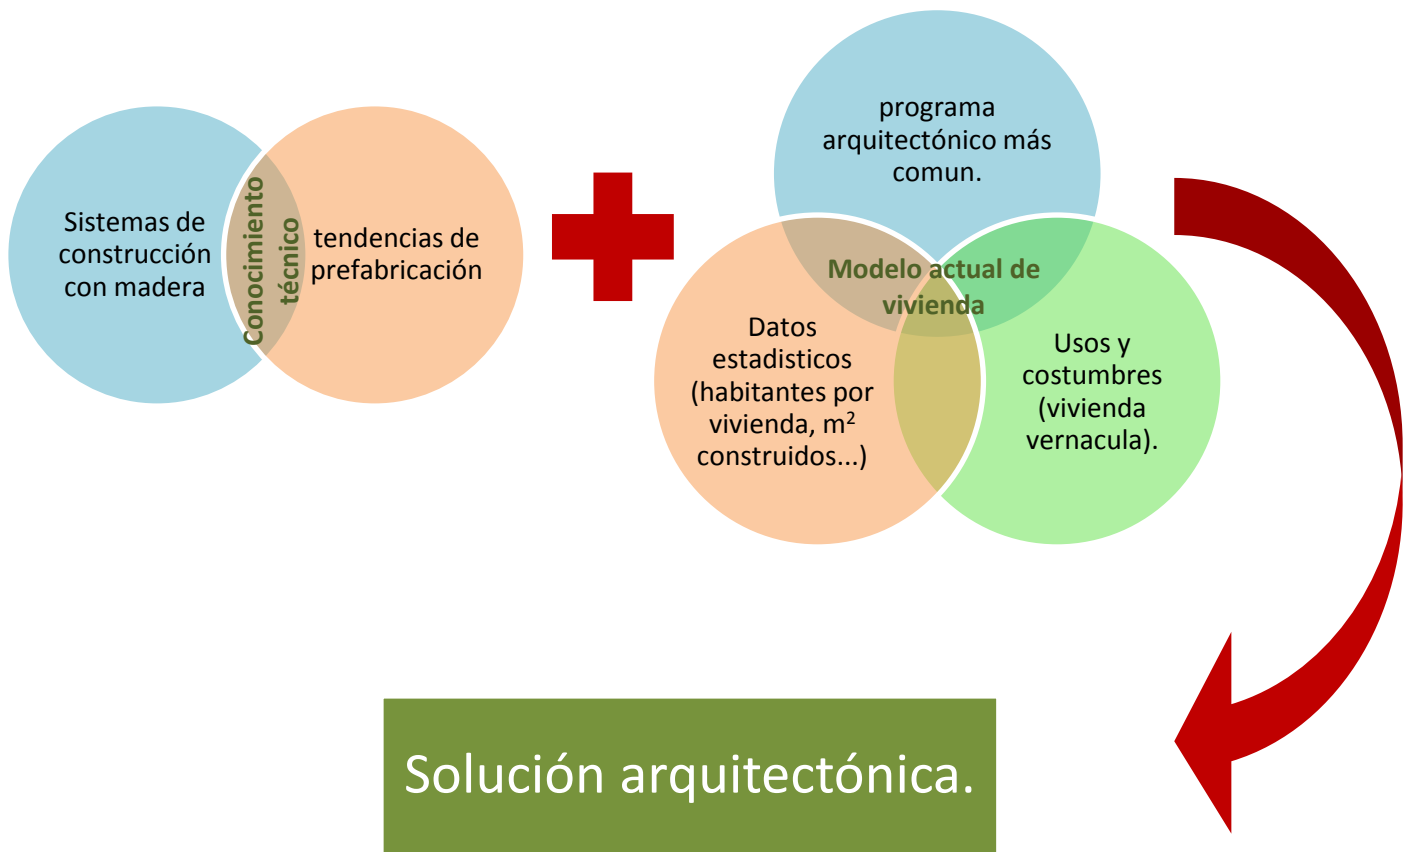 Sistemas de
construcción
con madera
Conocimiento
técnico
tendencias de
prefabricación
programa
arquitectónico más
comun.
Modelo actual de
vivienda
Datos
estadisticos
(habitantes por
vivienda, m²
construidos...)
Usos y
costumbres
(vivienda
vernacula).
Solución arquitectónica.